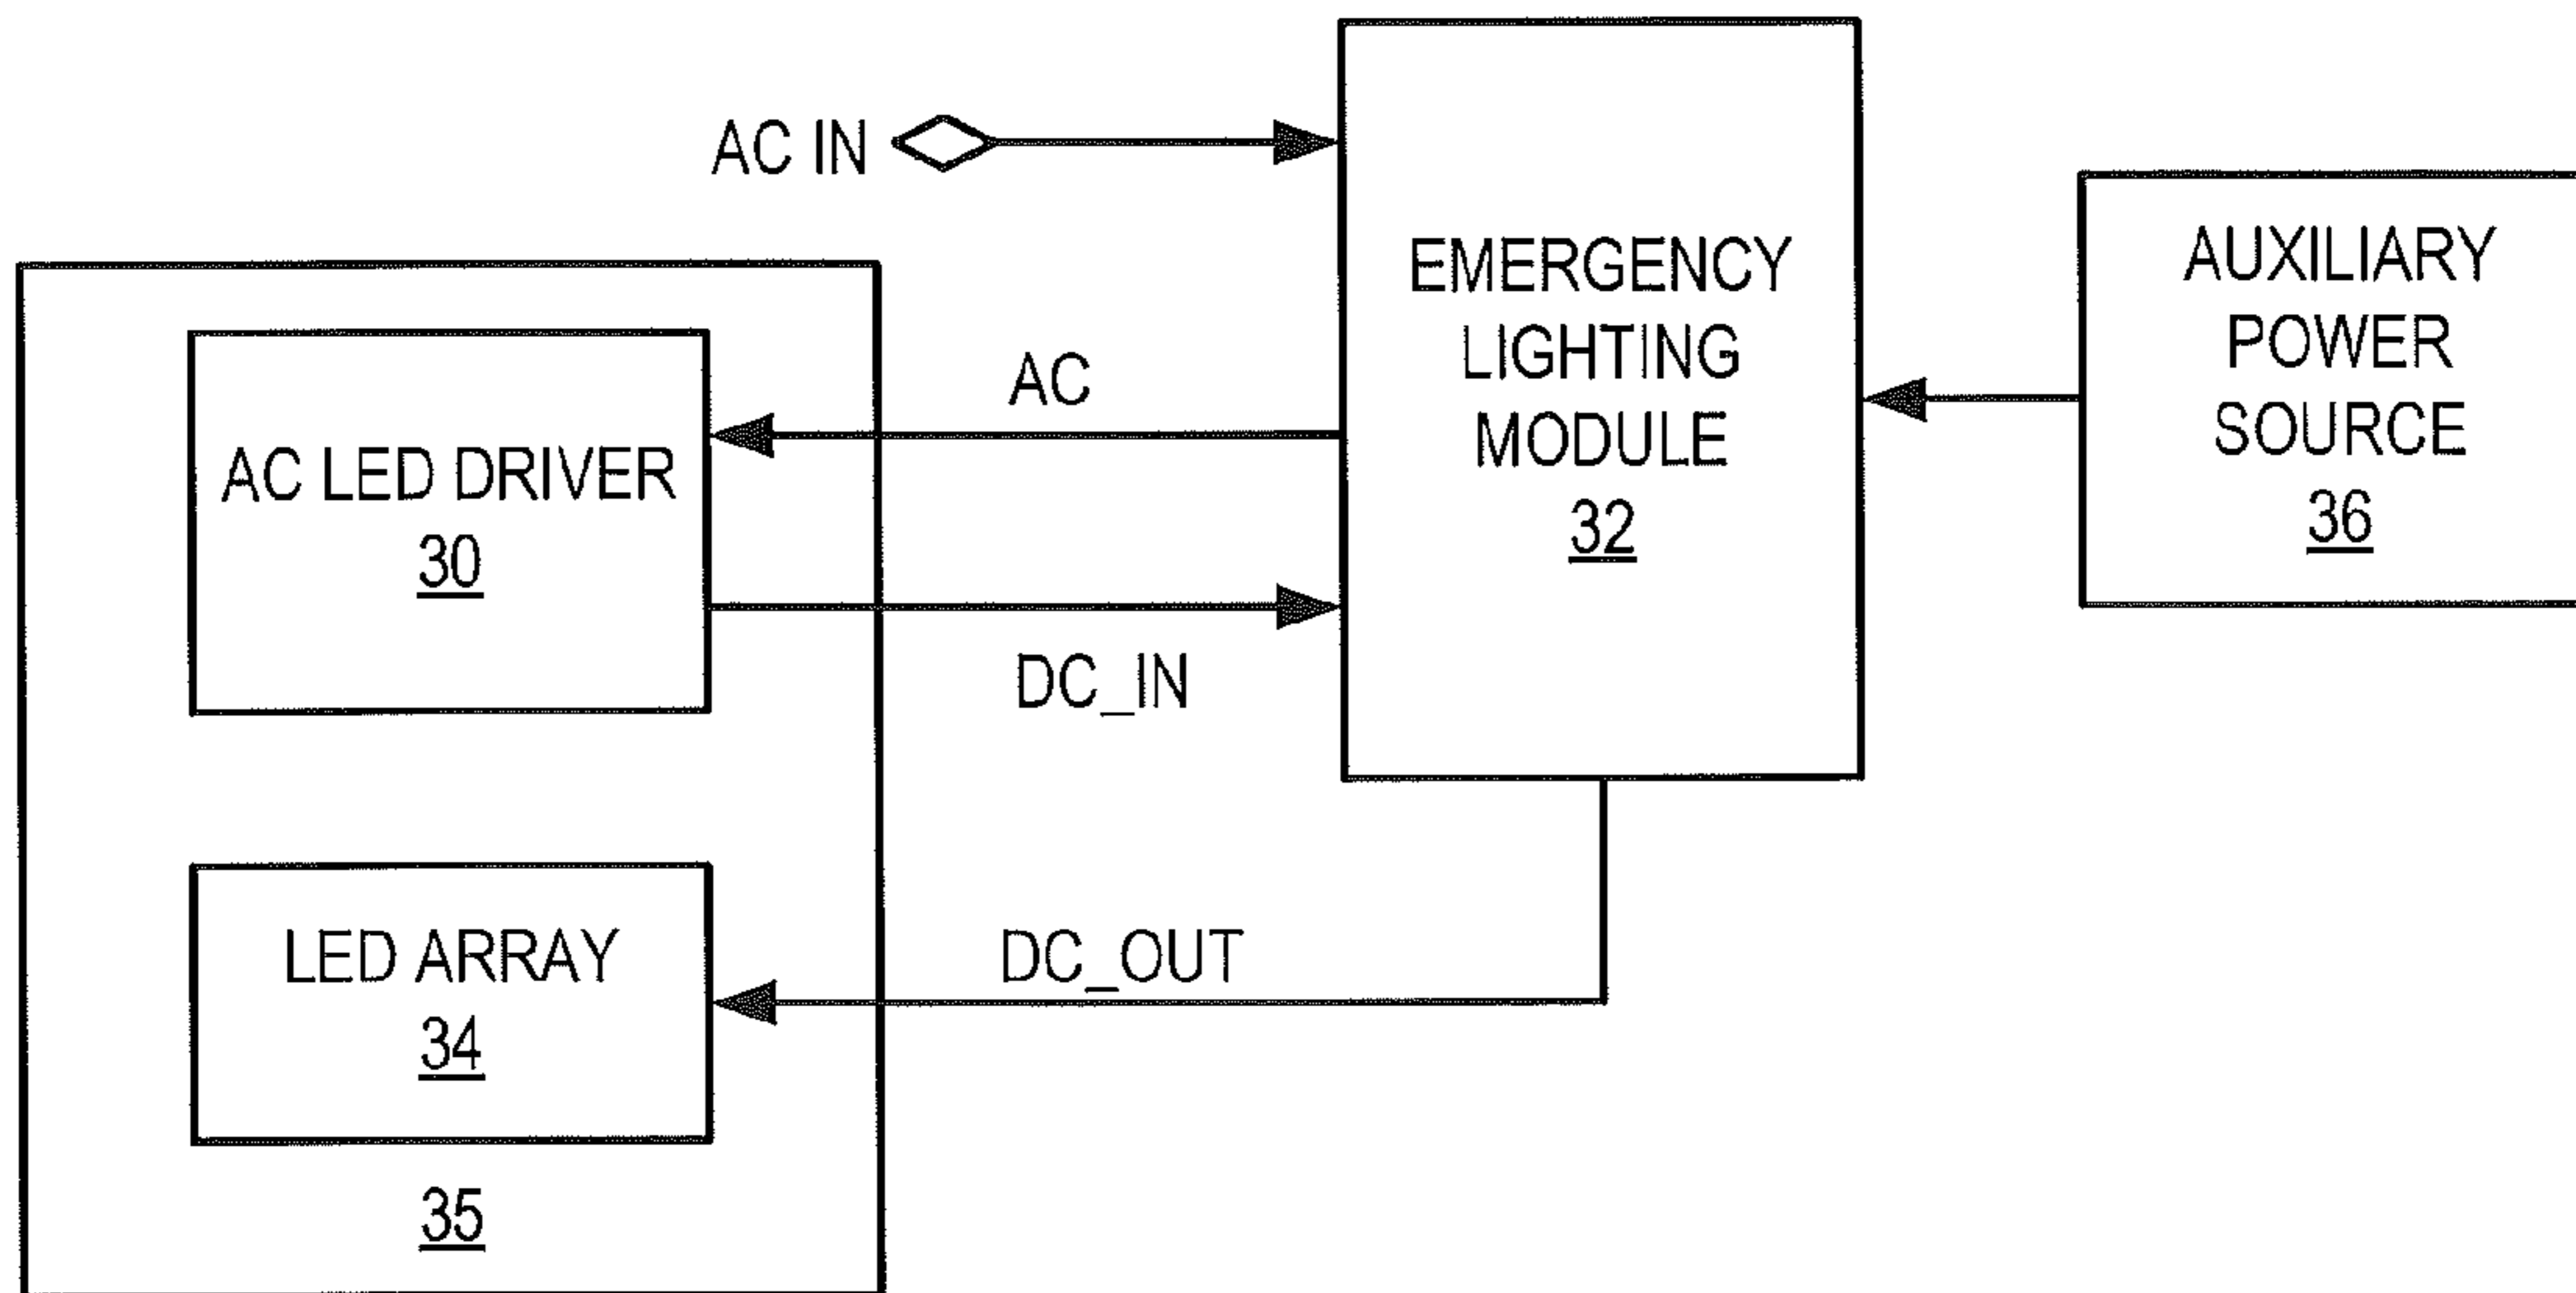 AC IN
EMERGENCY
LIGHTING
MODULE
32
AUXILIARY
POWER
SOURCE
36
AC
AC LED DRIVER
30
DC_IN
LED ARRAY
34
DC_OUT
35